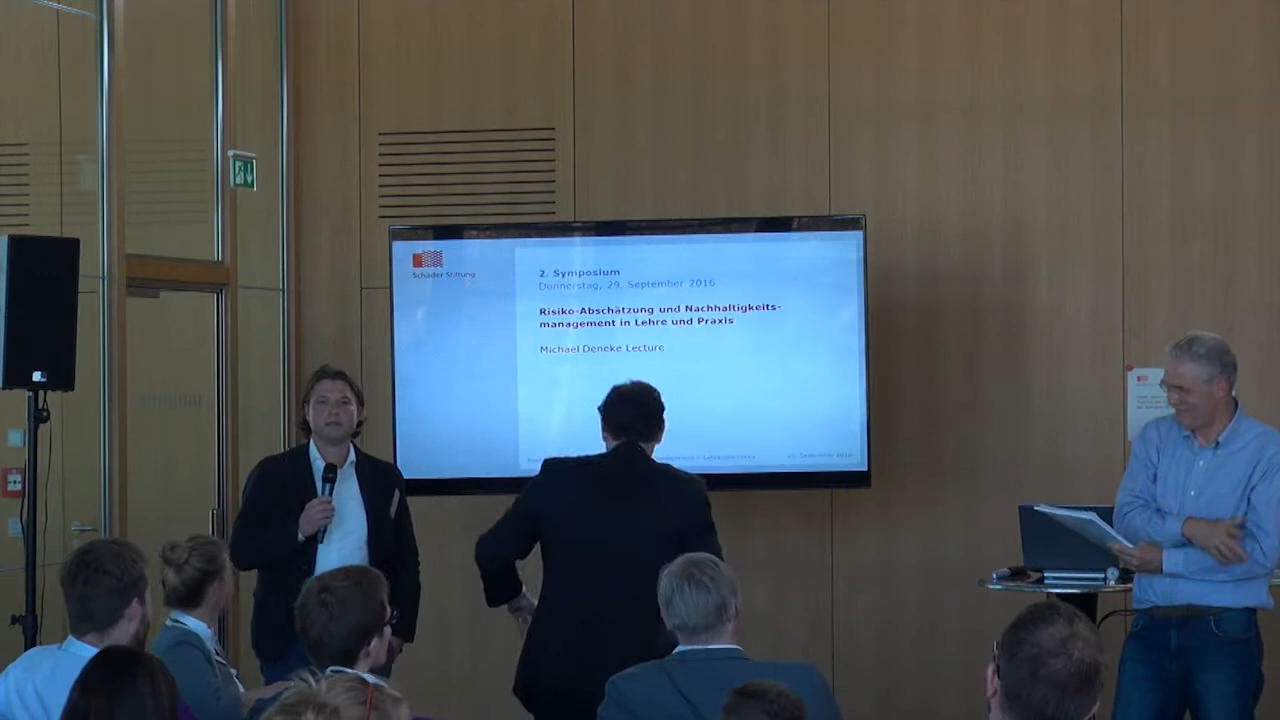 Schader Stiftung
2. Symposium
Donnerstag, 29. September 2016
Risiko-Abschätzung und Nachhaltigkeits-
management in Lehre und Praxis
Michael Deneke Lecture